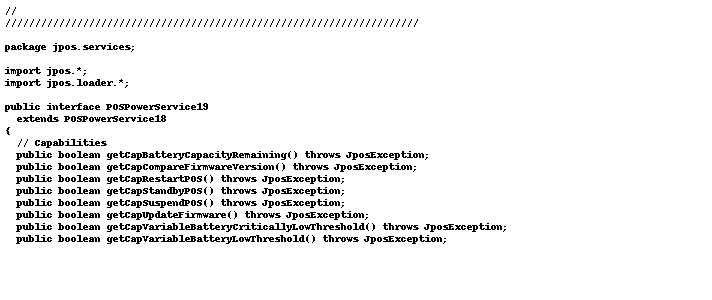 //
/////////////////////////////////////////////////////////////////////
package jpos.services;
import jpos.*;
import jpos.loader.*;
public interface POSPowerService19
extends POSPowerService18
{
// Capabilities
public boolean getCapBatteryCapacityRemaining() throws JposException;
public boolean getCapCompareFirmwareVersion() throws JposException;
public boolean getCapRestartPOS() throws JposException;
public boolean getCapStandbyPOS() throws JposException;
public boolean getCapSuspendPOS() throws JposException;
public boolean getCapUpdateFirmware() throws JposException;
public boolean getCapVariableBatteryCriticallyLowThreshold() throws JposException;
public boolean getCapVariableBatteryLowThreshold() throws JposException;